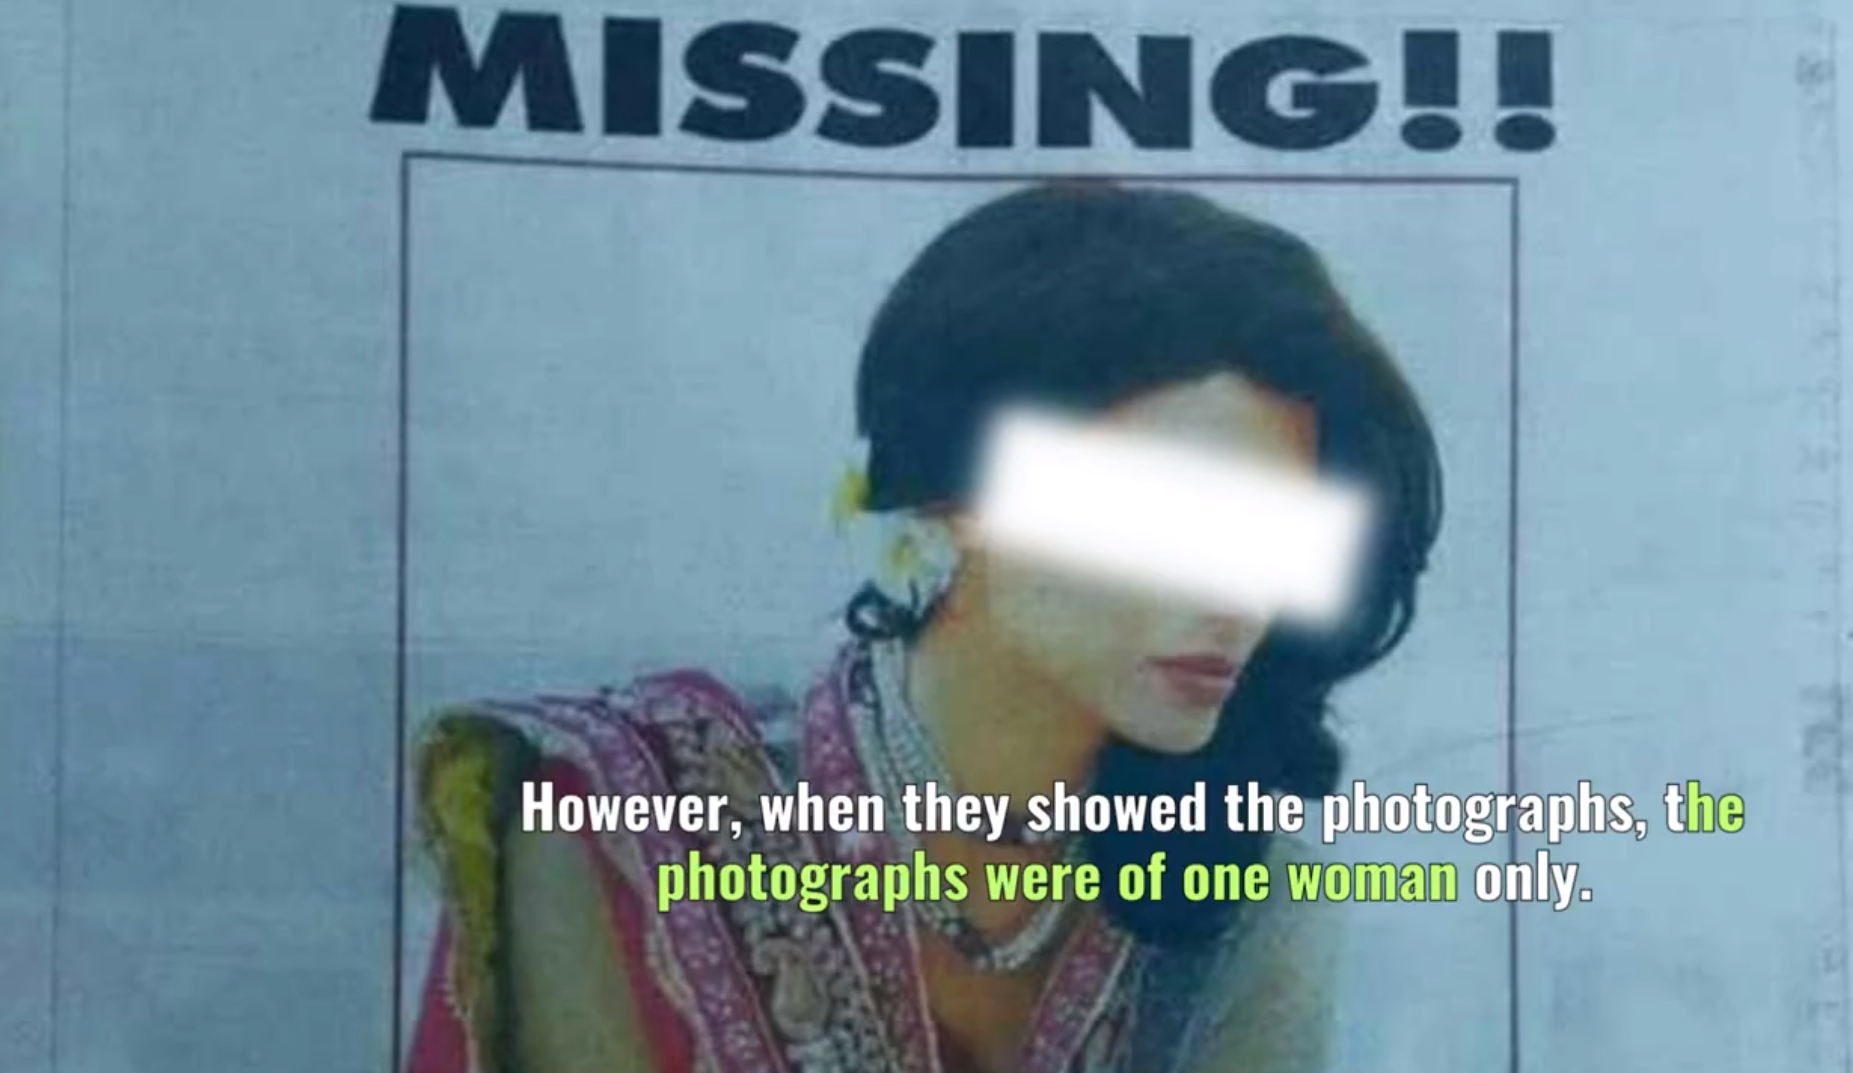 MISSING!!
However, when they showed the photographs, the
photographs were of one woman only.